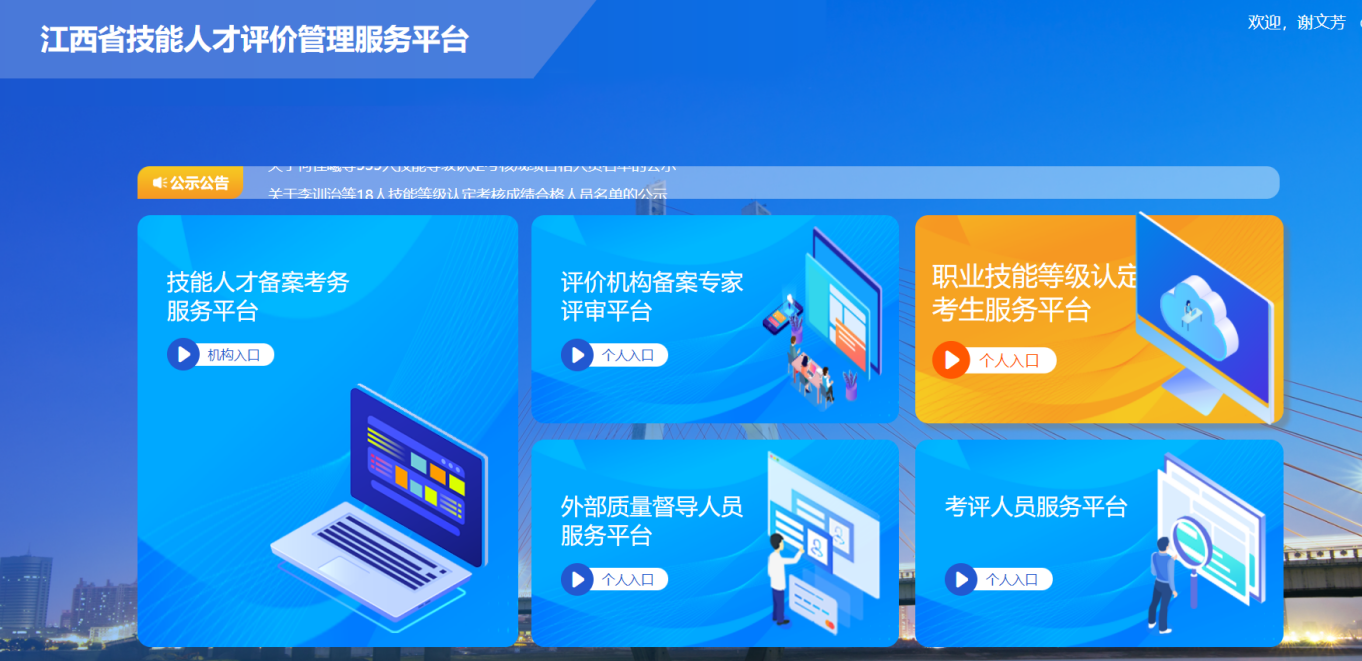 江西省技能人才评价管理服务平台
欢迎，谢文芳
公示公告
关于李训治等18人技能等级认定考核成绩合格人员名单的公示
技能人才备案考务
服务平台
机构入口
评价机构备案专家
评审平台
个人入口
职业技能等级认定
考生服务平台
个人入口
外部质量督导人员
服务平台
个人入口
考评人员服务平台
个人入口